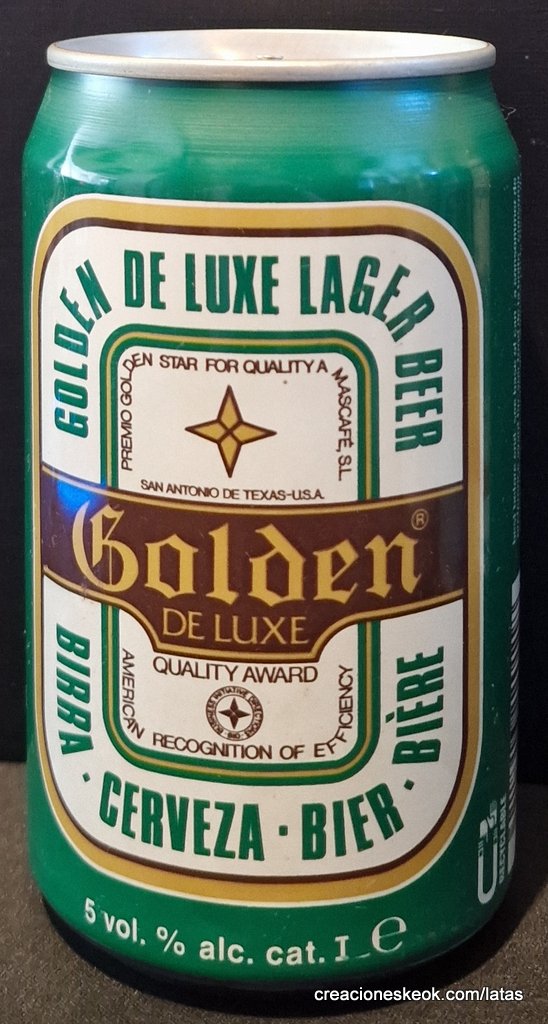 GOLDEN DE LUXE LAGER BEER
PREMIO GOLDEN STAR FOR QUALITY A MASCAFÉ, S.L.
SAN ANTONIO DE TEXAS-U.S.A.
Golden®
DE LUXE
QUALITY AWARD
AMERICAN RECOGNITION OF EFFICIENCY
BIRRA · CERVEZA · BIER · BIÈRE
5 vol. % alc. cat. I e
RECYCLABLE
creacioneskeok.com/latas